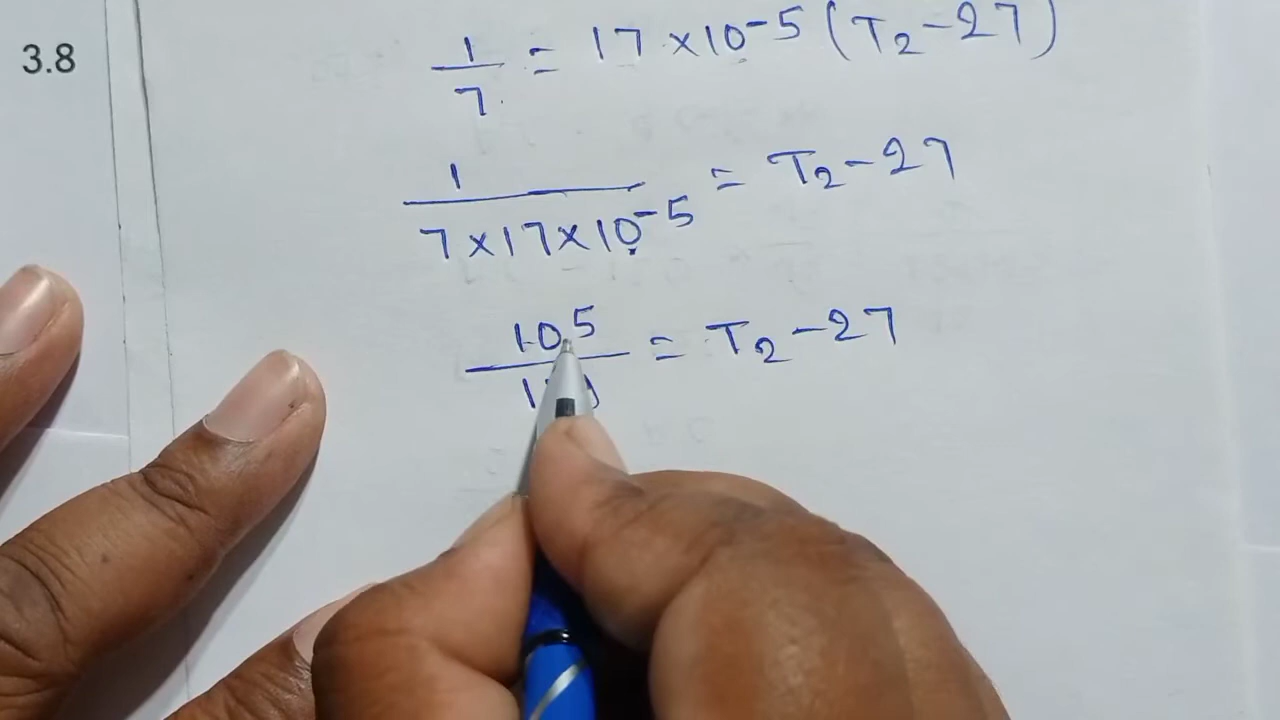 3.8
1/7 = 17 × 10⁻⁵ (T₂ - 27)
1/(7 × 17 × 10⁻⁵) = T₂ - 27
10⁵/ = T₂ - 27